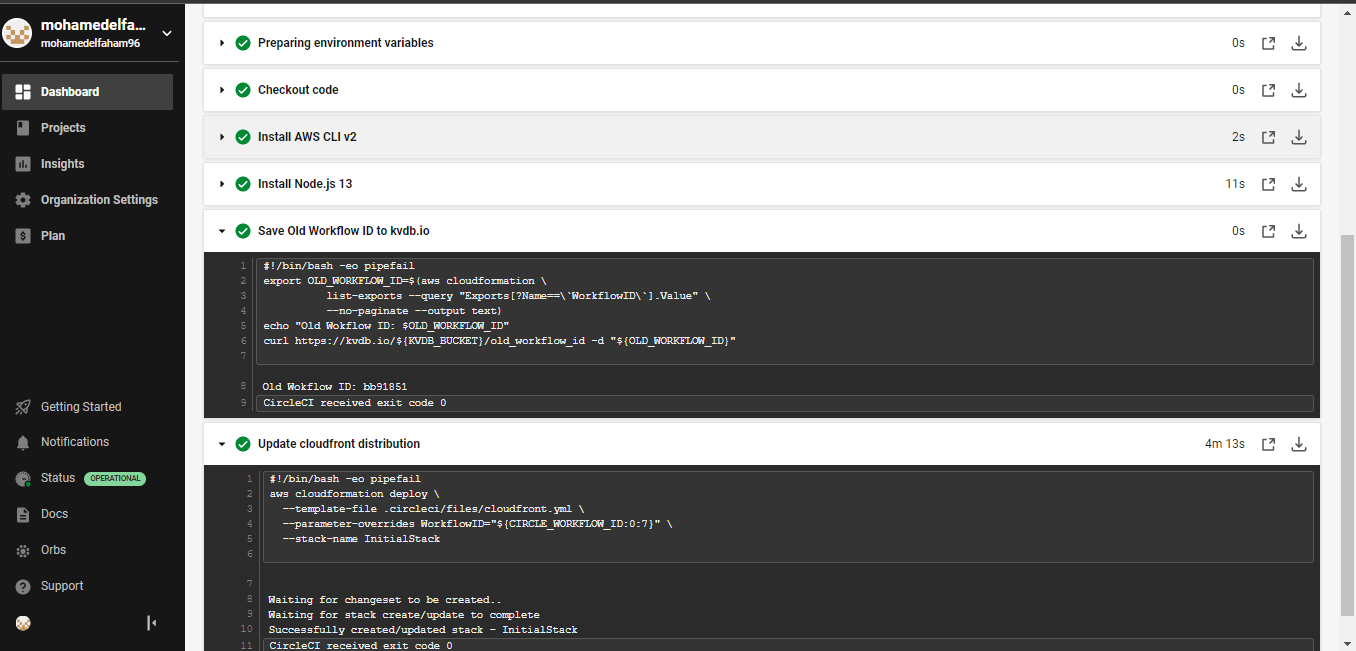 mohamedelfa...
mohamedelfaham96
Dashboard
Projects
Insights
Organization Settings
Plan
Getting Started
Notifications
Status OPERATIONAL
Docs
Orbs
Support
Preparing environment variables 0s
Checkout code 0s
Install AWS CLI v2 2s
Install Node.js 13 11s
Save Old Workflow ID to kvdb.io 0s
1 #!/bin/bash -eo pipefail
2 export OLD_WORKFLOW_ID=$(aws cloudformation \
3 list-exports --query "Exports[?Name==\`WorkflowID\`].Value" \
4 --no-paginate --output text)
5 echo "Old Wokflow ID: $OLD_WORKFLOW_ID"
6 curl https://kvdb.io/${KVDB_BUCKET}/old_workflow_id -d "${OLD_WORKFLOW_ID}"
7
8 Old Wokflow ID: bb91851
9 CircleCI received exit code 0
Update cloudfront distribution 4m 13s
1 #!/bin/bash -eo pipefail
2 aws cloudformation deploy \
3 --template-file .circleci/files/cloudfront.yml \
4 --parameter-overrides WorkflowID="${CIRCLE_WORKFLOW_ID:0:7}" \
5 --stack-name InitialStack
6
7
8 Waiting for changeset to be created..
9 Waiting for stack create/update to complete
10 Successfully created/updated stack - InitialStack
11 CircleCI received exit code 0